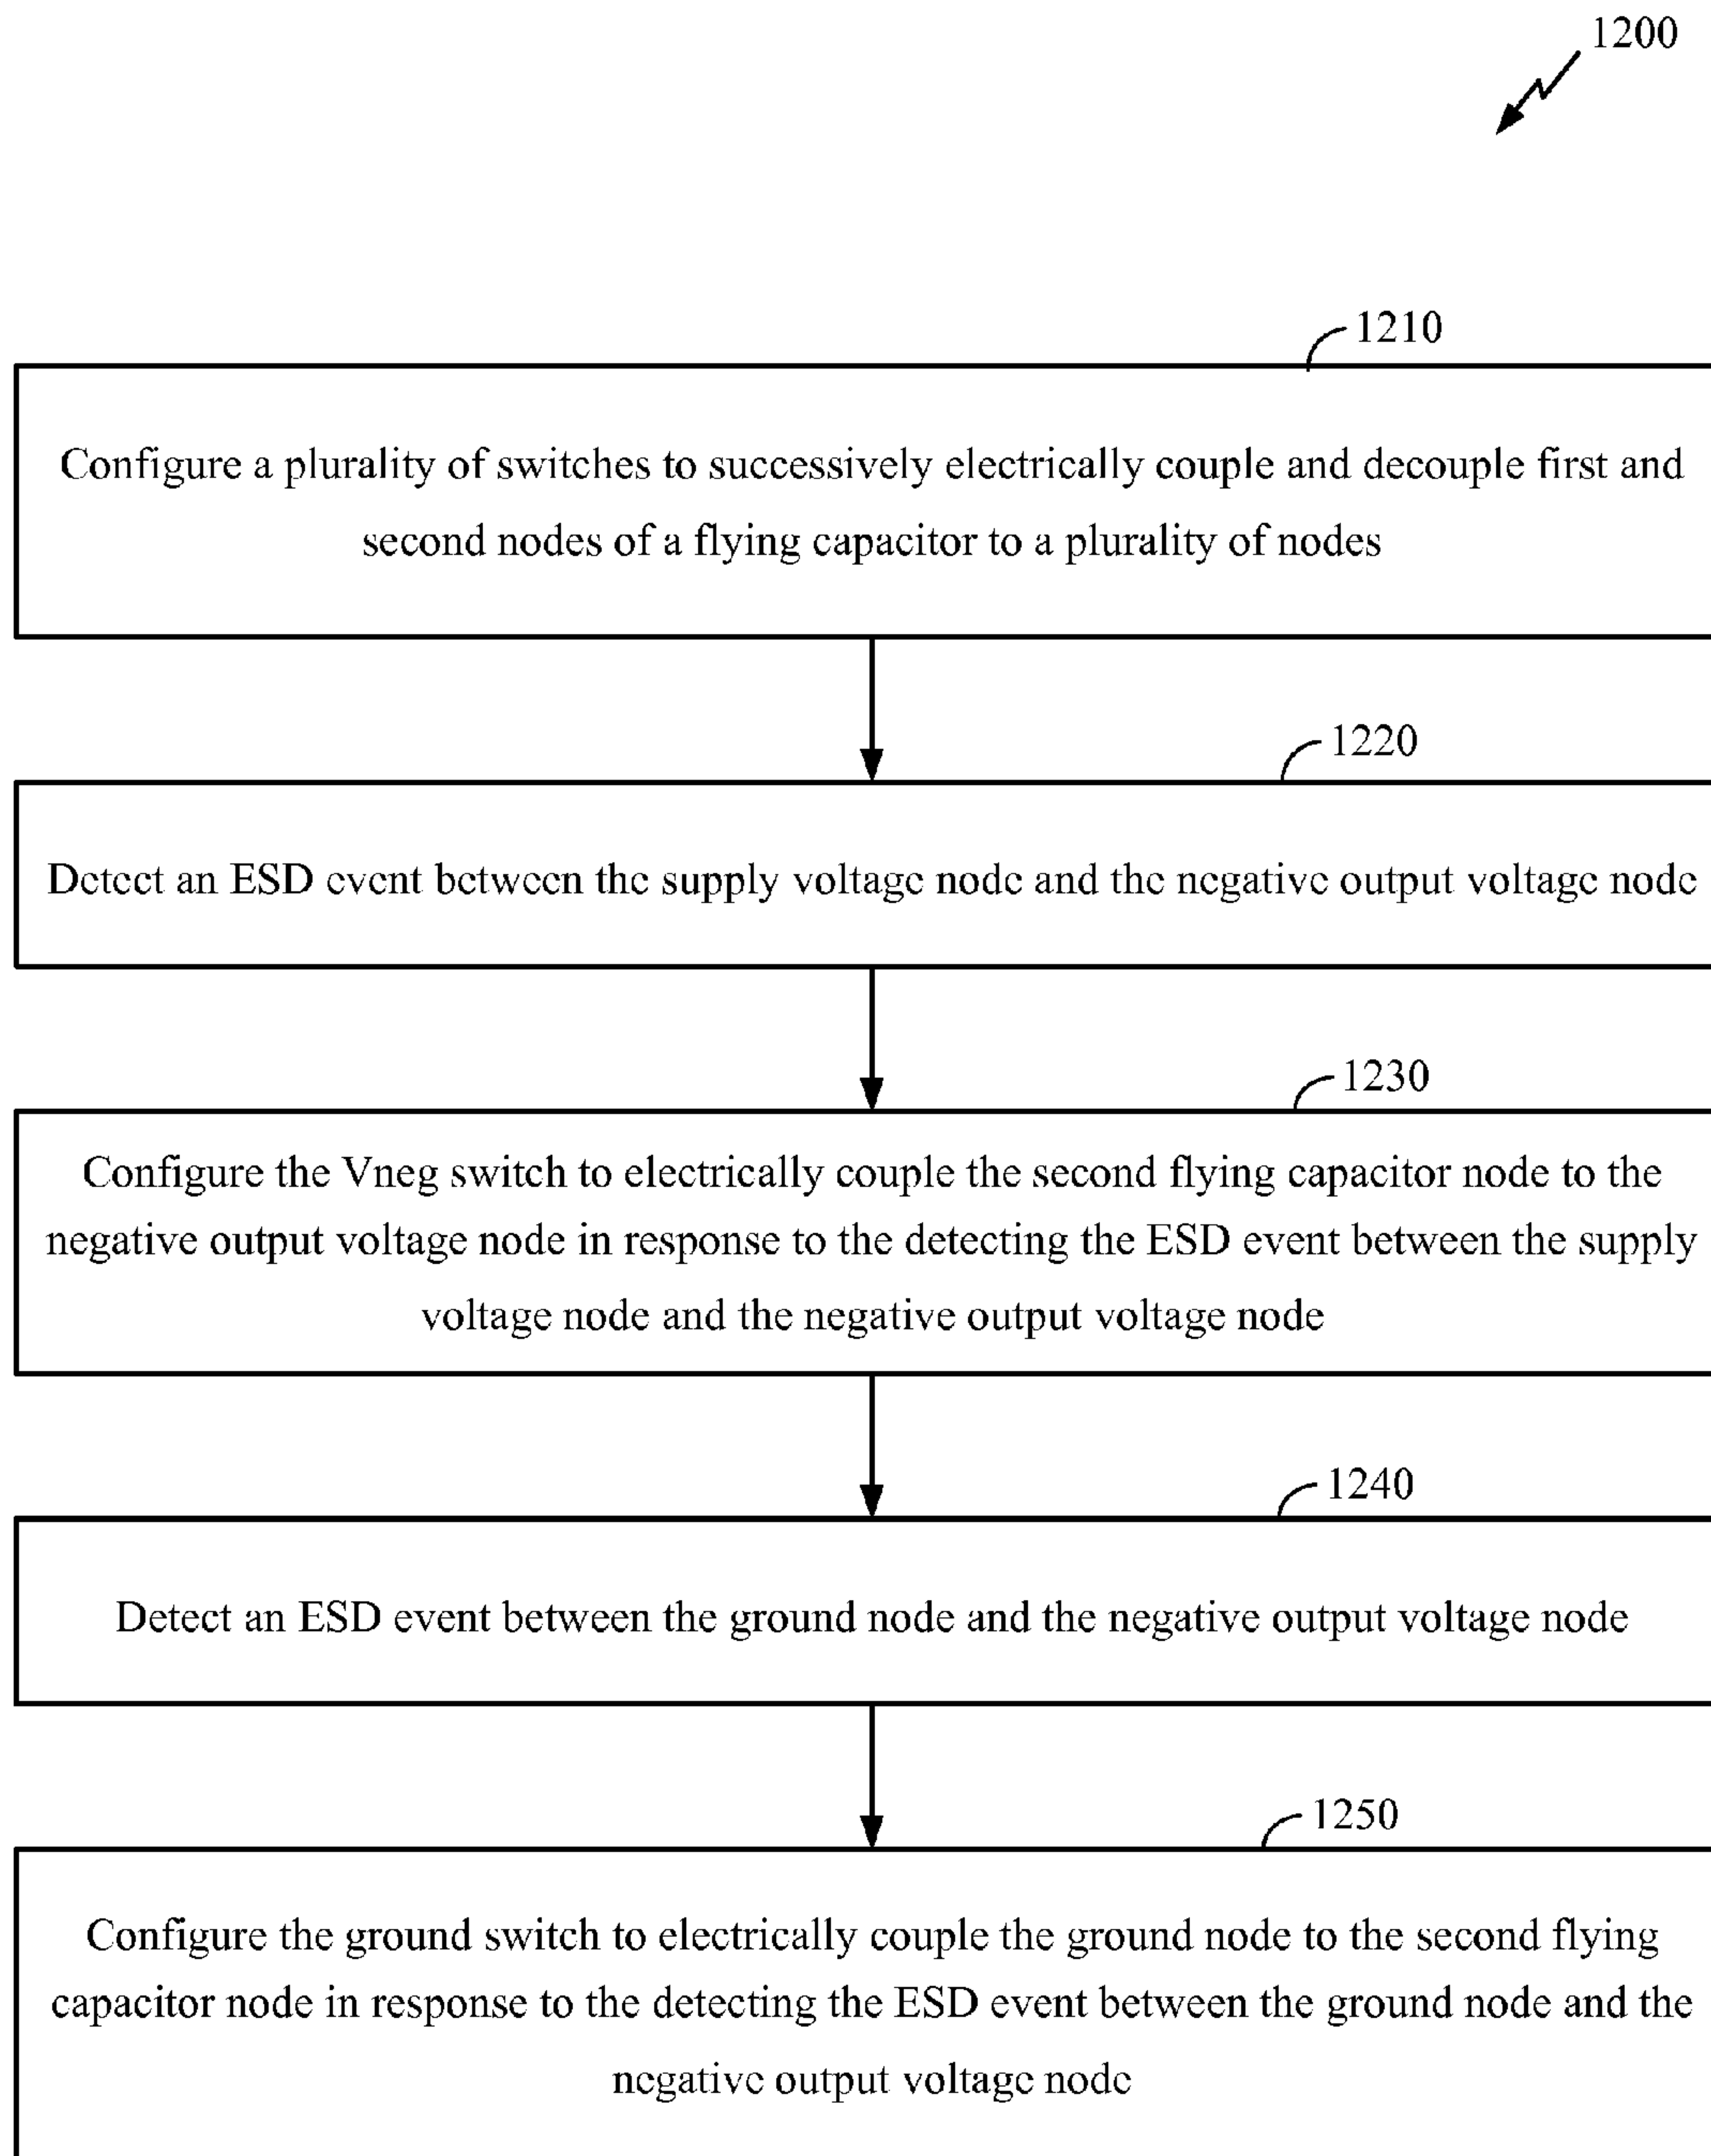 1200
1210
Configure a plurality of switches to successively electrically couple and decouple first and
second nodes of a flying capacitor to a plurality of nodes
1220
Detect an ESD event between the supply voltage node and the negative output voltage node
1230
Configure the Vneg switch to electrically couple the second flying capacitor node to the
negative output voltage node in response to the detecting the ESD event between the supply
voltage node and the negative output voltage node
1240
Detect an ESD event between the ground node and the negative output voltage node
1250
Configure the ground switch to electrically couple the ground node to the second flying
capacitor node in response to the detecting the ESD event between the ground node and the
negative output voltage node